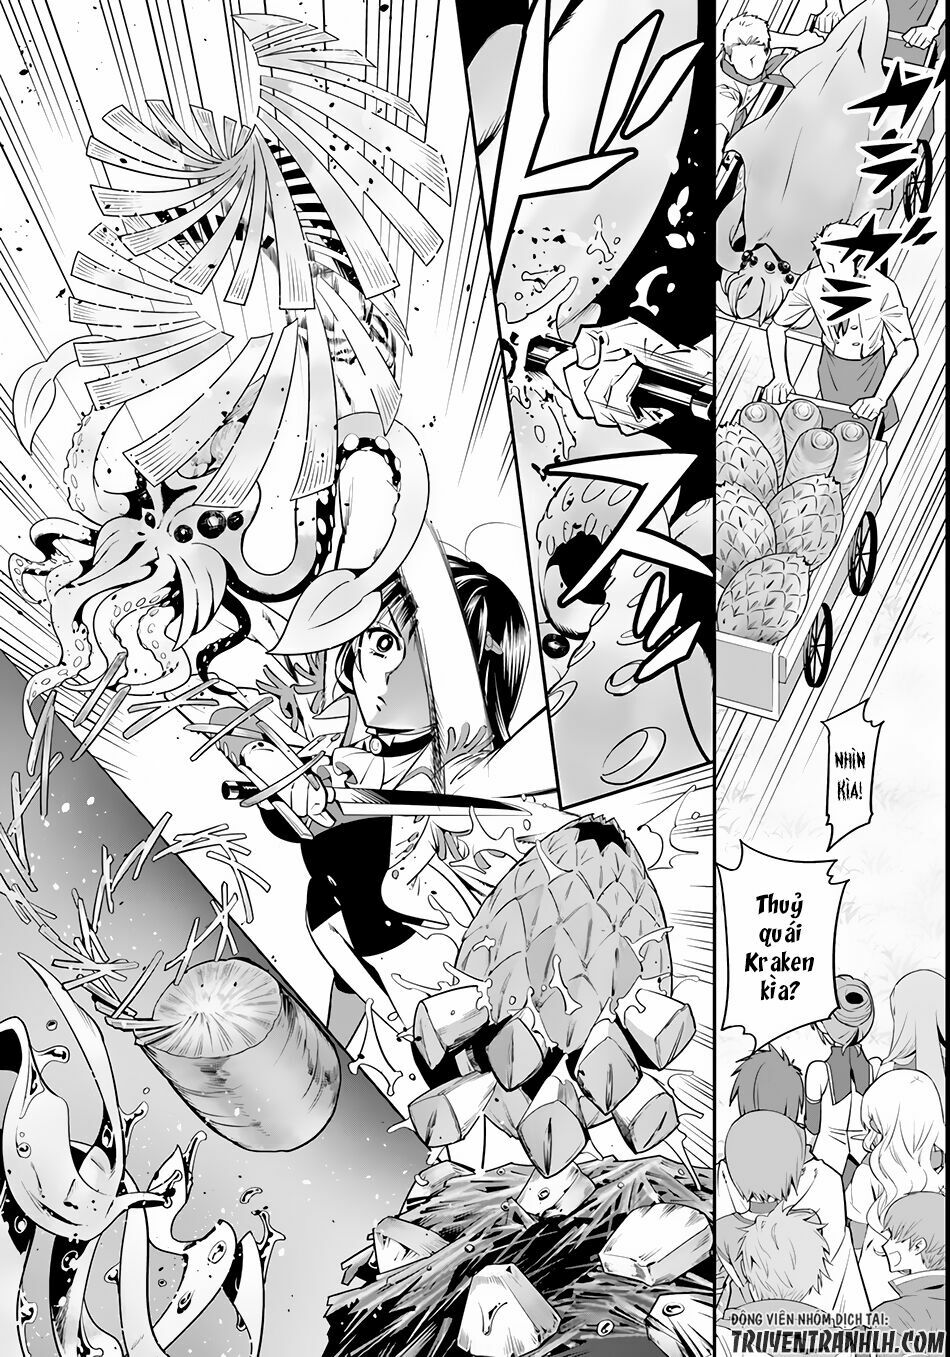 NHÌN
KÌA!
Thuỷ
quái
Kraken
kìa?
ĐỘNG VIÊN NHÓM DỊCH TẠI:
TRUYENTRANHLH.COM